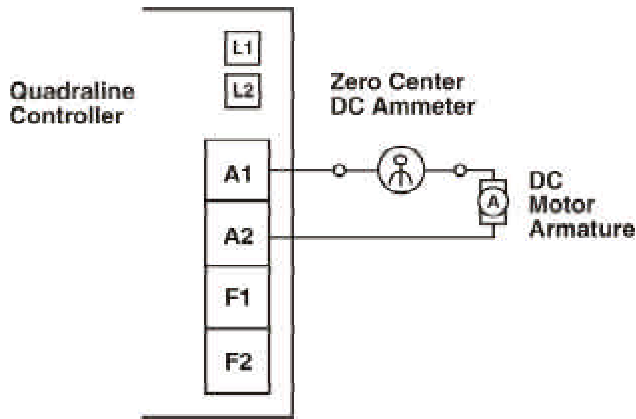 L1
L2
Quadraline
Controller
Zero Center
DC Ammeter
A1
A2
F1
F2
A
DC
Motor
Armature